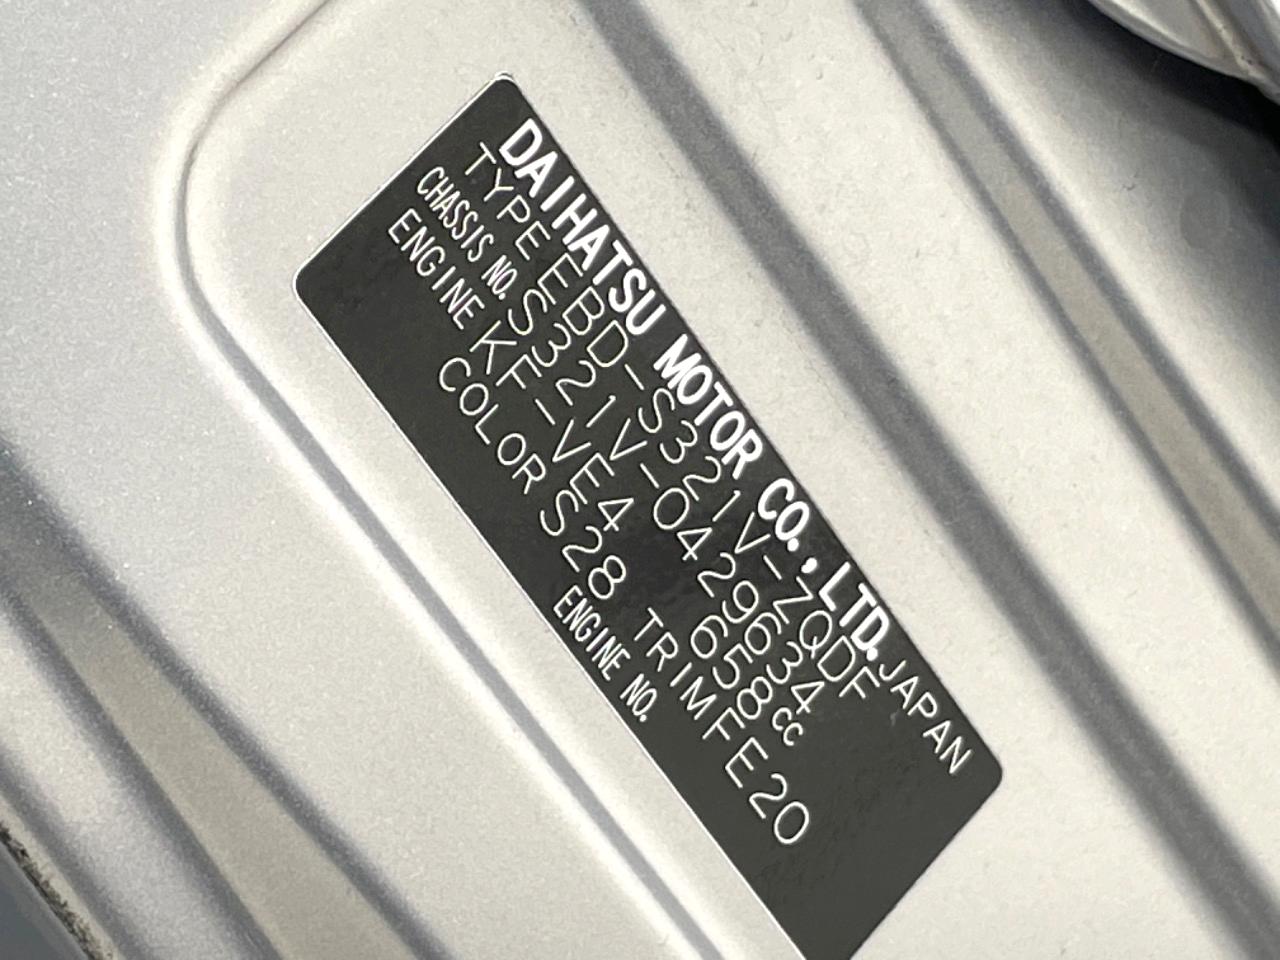 DAIHATSU MOTOR CO., LTD. JAPAN
TYPE EBD-S321V-ZQDF
CHASSIS NO. S321V-0429634
ENGINE KF-VE4 658cc
COLOR S28 TRIM FE20
ENGINE NO.